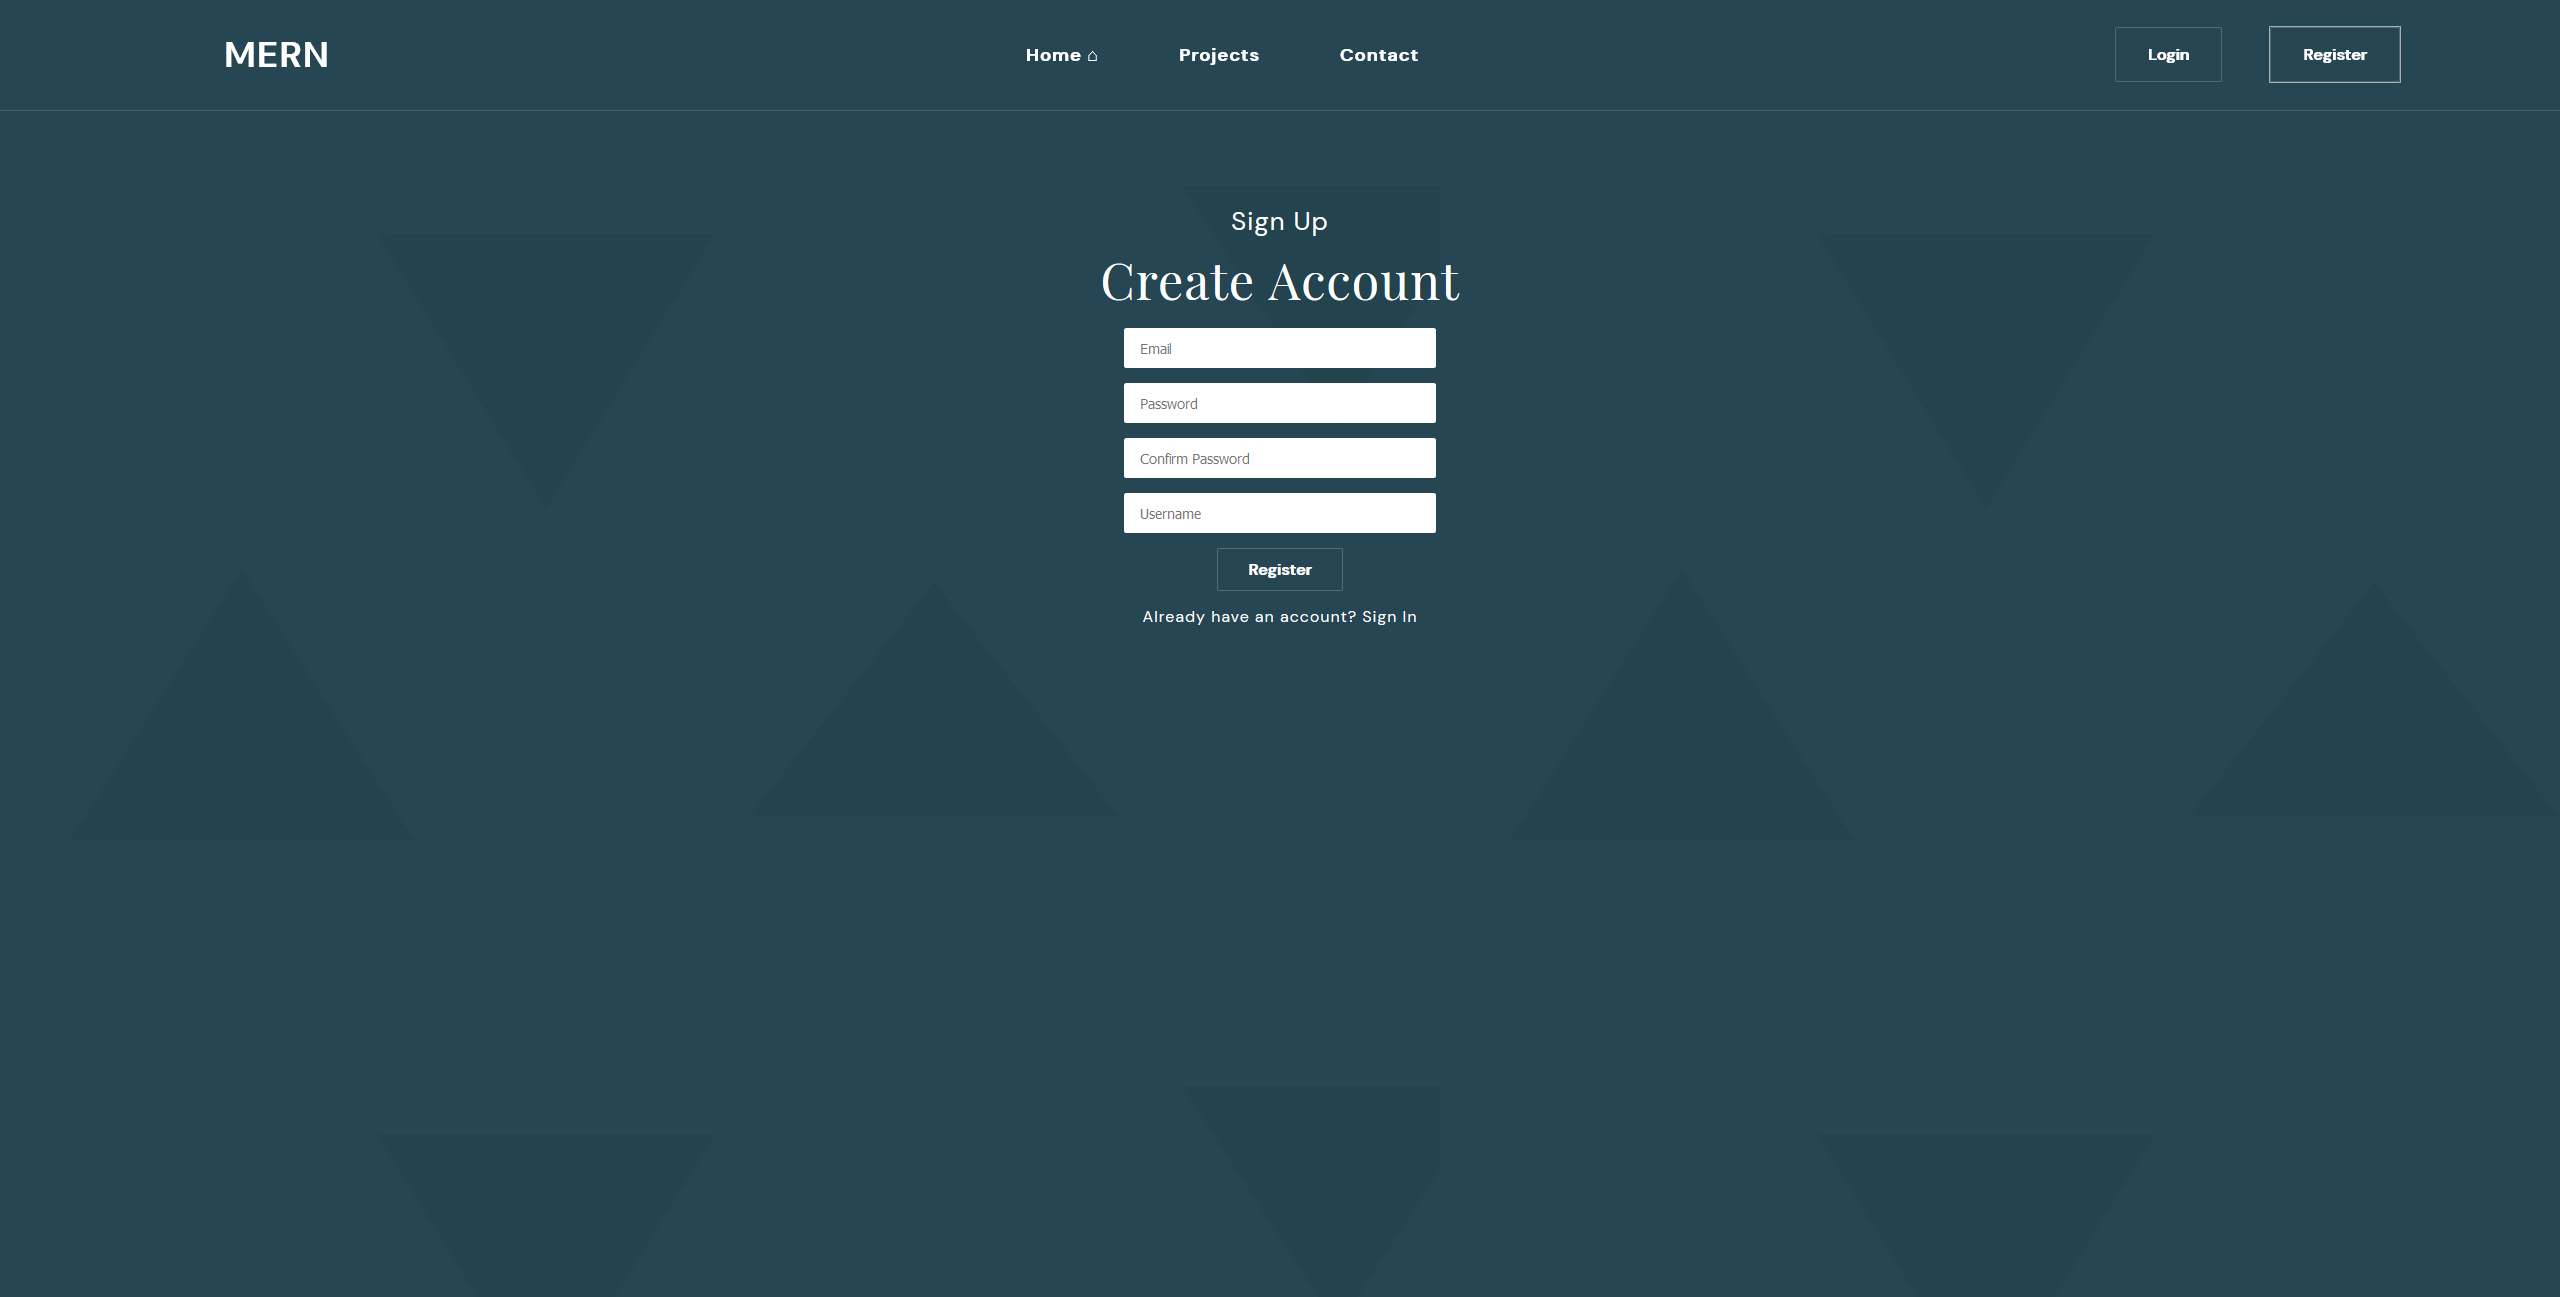 MERN
Home ⌂
Projects
Contact
Login
Register
Sign Up
Create Account
Email
Password
Confirm Password
Username
Register
Already have an account? Sign In